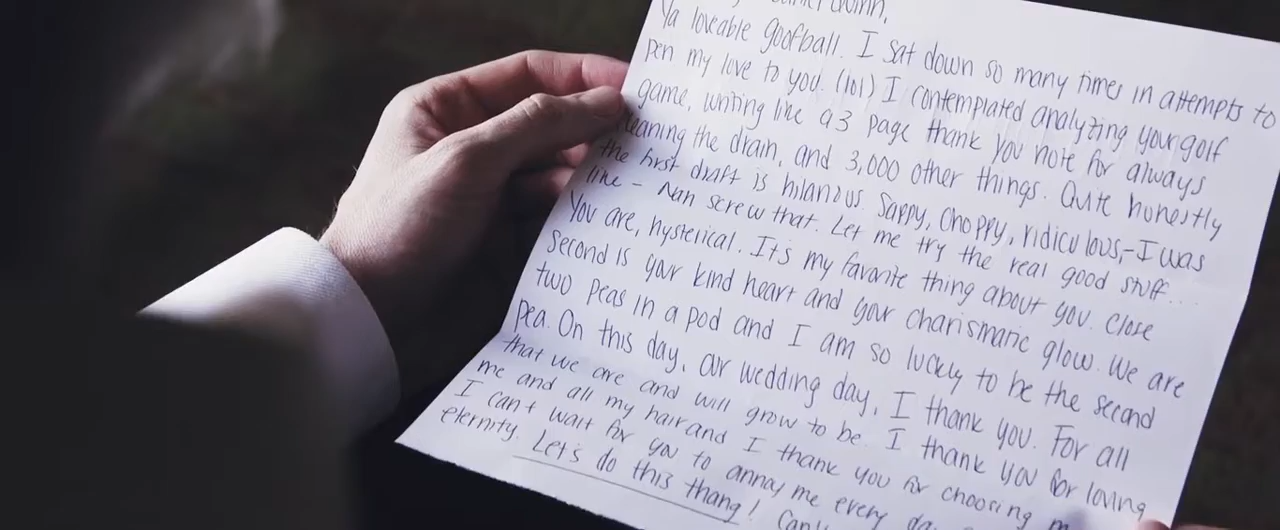 Ya loveable goofball. I sat down so many times in attempts to
pen my love to you. (lol) I contemplated analyzing your golf
game, writing like a 3 page thank you note for always
cleaning the drain, and 3,000 other things. Quite honestly
the first draft is hilarious. Sappy, choppy, ridiculous,-I was
like - Nah screw that. Let me try the real good stuff...
You are, hysterical. It's my favorite thing about you. Close
second is your kind heart and your charismatic glow. We are
two peas in a pod and I am so lucky to be the second
pea. On this day, our wedding day, I thank you. For all
that we are and will grow to be. I thank you for loving
me and all my hair and I thank you for choosing
I can't wait for you to annoy me every
eternity. Let's do this thang!